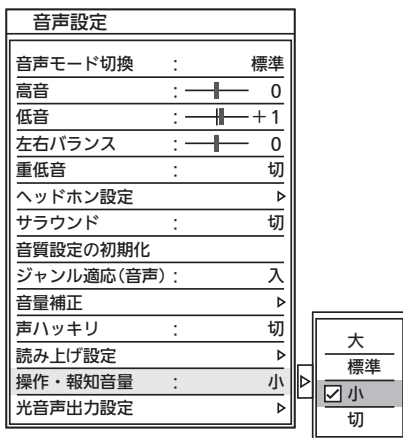 音声設定
音声モード切換 : 標準
高音 : 0
低音 : +1
左右バランス : 0
重低音 : 切
ヘッドホン設定
サラウンド : 切
音質設定の初期化
ジャンル適応(音声) : 入
音量補正
声ハッキリ : 切
読み上げ設定
操作・報知音量 : 小
光音声出力設定
大
標準
小
切